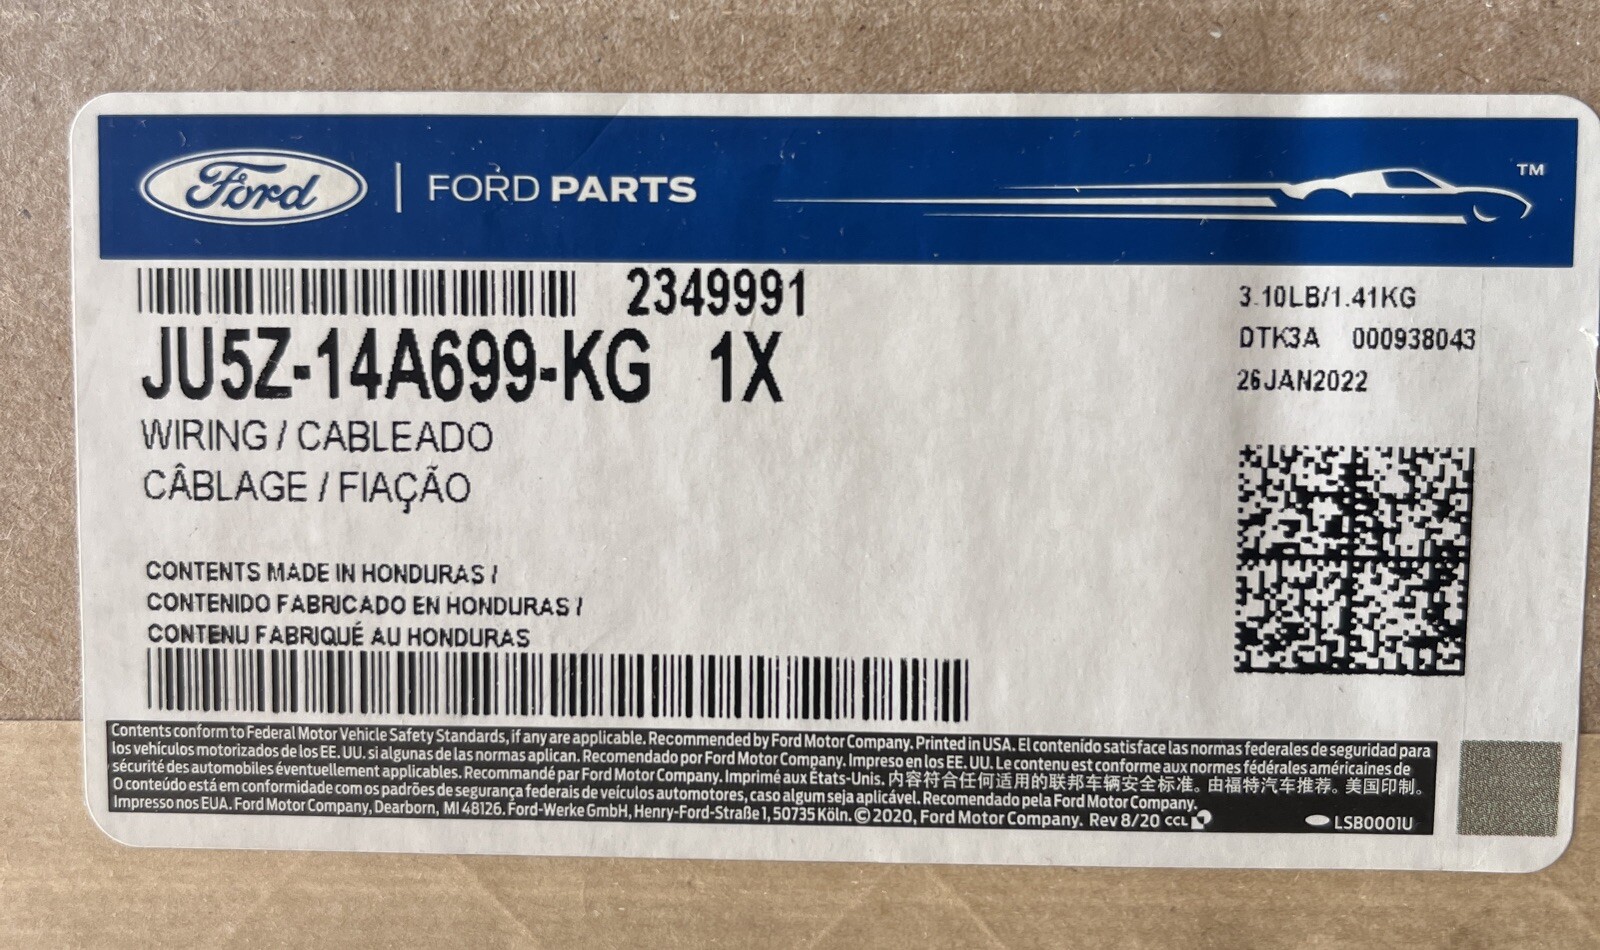 Ford | FORD PARTS TM
2349991
JU5Z-14A699-KG 1X
WIRING / CABLEADO
CÂBLAGE / FIAÇÃO
3.10LB/1.41KG
DTK3A 000938043
26JAN2022
CONTENTS MADE IN HONDURAS /
CONTENIDO FABRICADO EN HONDURAS /
CONTENU FABRIQUÉ AU HONDURAS
Contents conform to Federal Motor Vehicle Safety Standards, if any are applicable. Recommended by Ford Motor Company. Printed in USA. El contenido satisface las normas federales de seguridad para
los vehículos motorizados de los EE. UU. si algunas de las normas aplican. Recomendado por Ford Motor Company. Impreso en los EE. UU. Le contenu est conforme aux normes fédérales américaines de
sécurité des automobiles éventuellement applicables. Recommandé par Ford Motor Company. Imprimé aux États-Unis. 内容符合任何适用的联邦车辆安全标准。由福特汽车推荐。美国印制。
O conteúdo está em conformidade com os padrões de segurança federais de veículos automotores, caso algum seja aplicável. Recomendado pela Ford Motor Company.
Impresso nos EUA. Ford Motor Company, Dearborn, MI 48126. Ford-Werke GmbH, Henry-Ford-Straße 1, 50735 Köln. © 2020, Ford Motor Company. Rev 8/20 CCL
LSB0001U